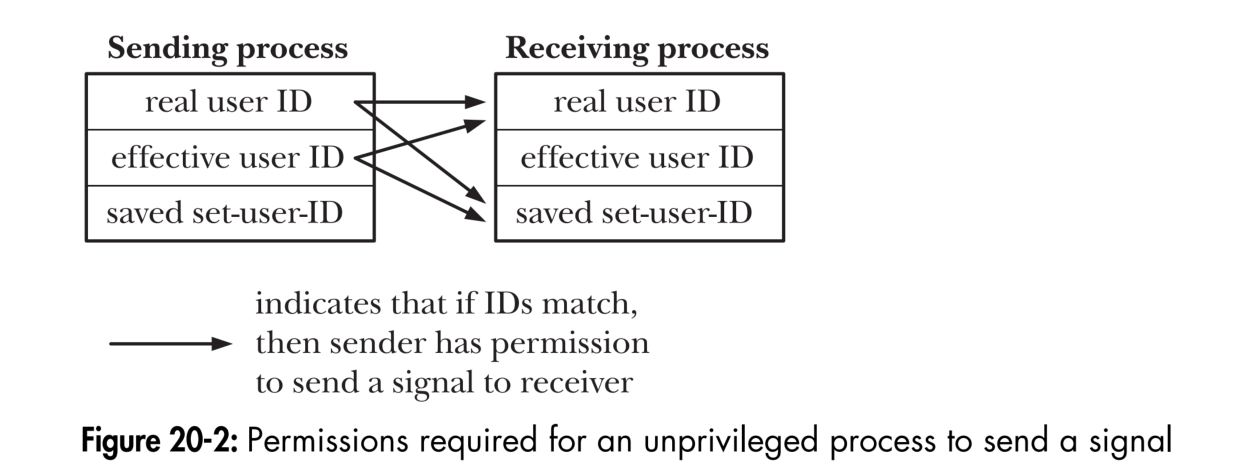 Sending process
real user ID
effective user ID
saved set-user-ID
Receiving process
real user ID
effective user ID
saved set-user-ID
indicates that if IDs match,
then sender has permission
to send a signal to receiver
Figure 20-2: Permissions required for an unprivileged process to send a signal